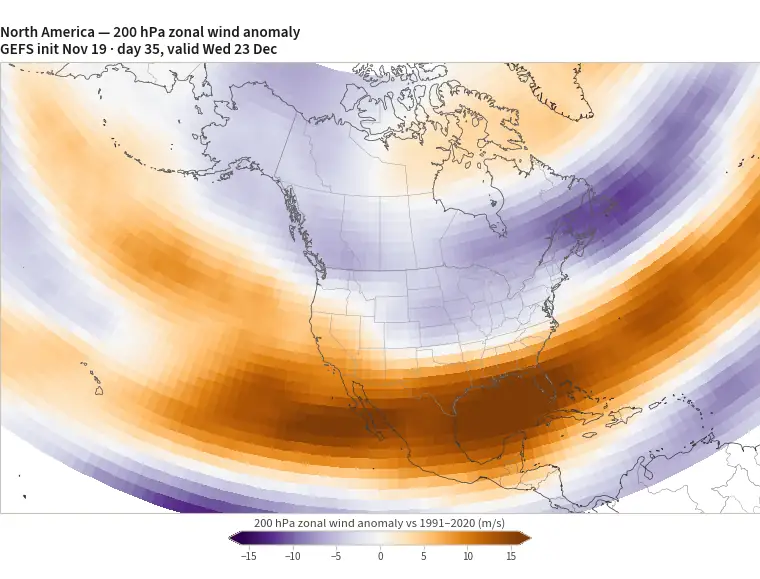 North America — 200 hPa zonal wind anomaly
GEFS init Nov 19 · day 35, valid Wed 23 Dec
200 hPa zonal wind anomaly vs 1991–2020 (m/s)
−15 −10 −5 0 5 10 15